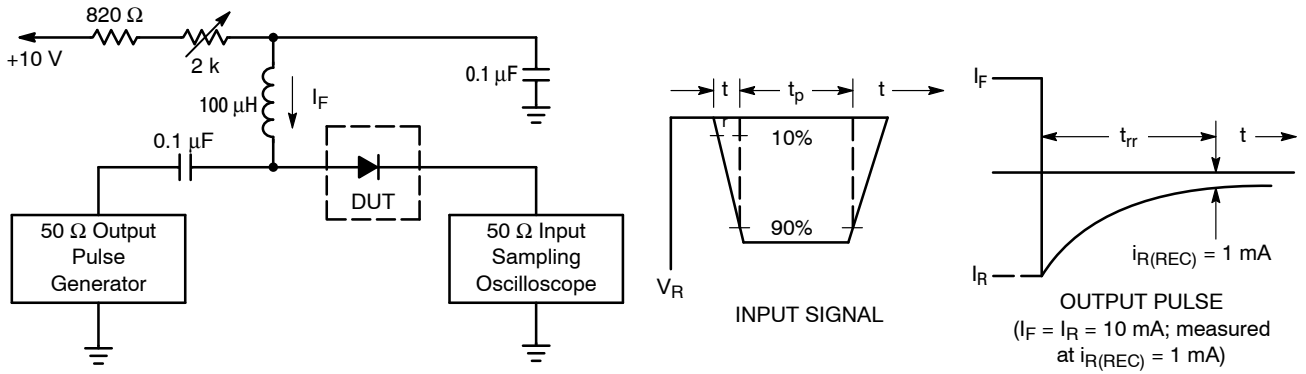 820 Ω
+10 V
2 k
100 μH
I_F
0.1 μF
0.1 μF
DUT
50 Ω Output
Pulse
Generator
50 Ω Input
Sampling
Oscilloscope
t_r
t_p
t
10%
90%
V_R
INPUT SIGNAL
I_F
t_rr
t
i_R(REC) = 1 mA
I_R
OUTPUT PULSE
(I_F = I_R = 10 mA; measured
at i_R(REC) = 1 mA)